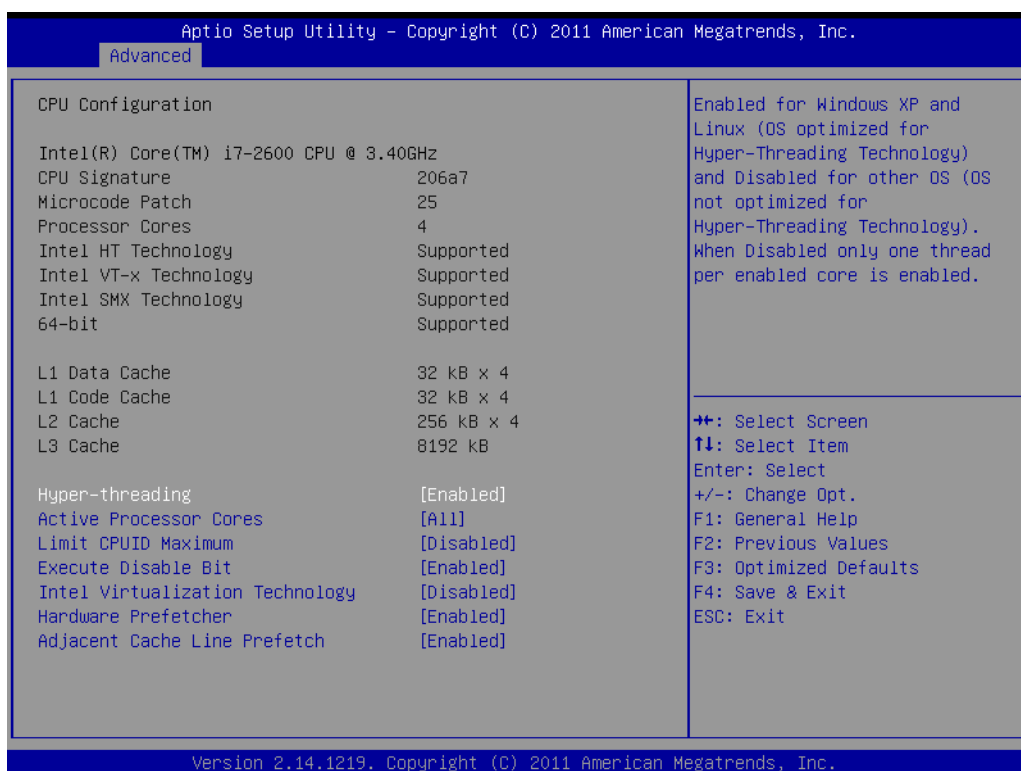 Aptio Setup Utility – Copyright (C) 2011 American Megatrends, Inc.
Advanced
CPU Configuration
Intel(R) Core(TM) i7-2600 CPU @ 3.40GHz
CPU Signature 206a7
Microcode Patch 25
Processor Cores 4
Intel HT Technology Supported
Intel VT-x Technology Supported
Intel SMX Technology Supported
64-bit Supported
L1 Data Cache 32 kB x 4
L1 Code Cache 32 kB x 4
L2 Cache 256 kB x 4
L3 Cache 8192 kB
Hyper-threading [Enabled]
Active Processor Cores [All]
Limit CPUID Maximum [Disabled]
Execute Disable Bit [Enabled]
Intel Virtualization Technology [Disabled]
Hardware Prefetcher [Enabled]
Adjacent Cache Line Prefetch [Enabled]
Enabled for Windows XP and
Linux (OS optimized for
Hyper-Threading Technology)
and Disabled for other OS (OS
not optimized for
Hyper-Threading Technology).
When Disabled only one thread
per enabled core is enabled.
→←: Select Screen
↑↓: Select Item
Enter: Select
+/-: Change Opt.
F1: General Help
F2: Previous Values
F3: Optimized Defaults
F4: Save & Exit
ESC: Exit
Version 2.14.1219. Copyright (C) 2011 American Megatrends, Inc.